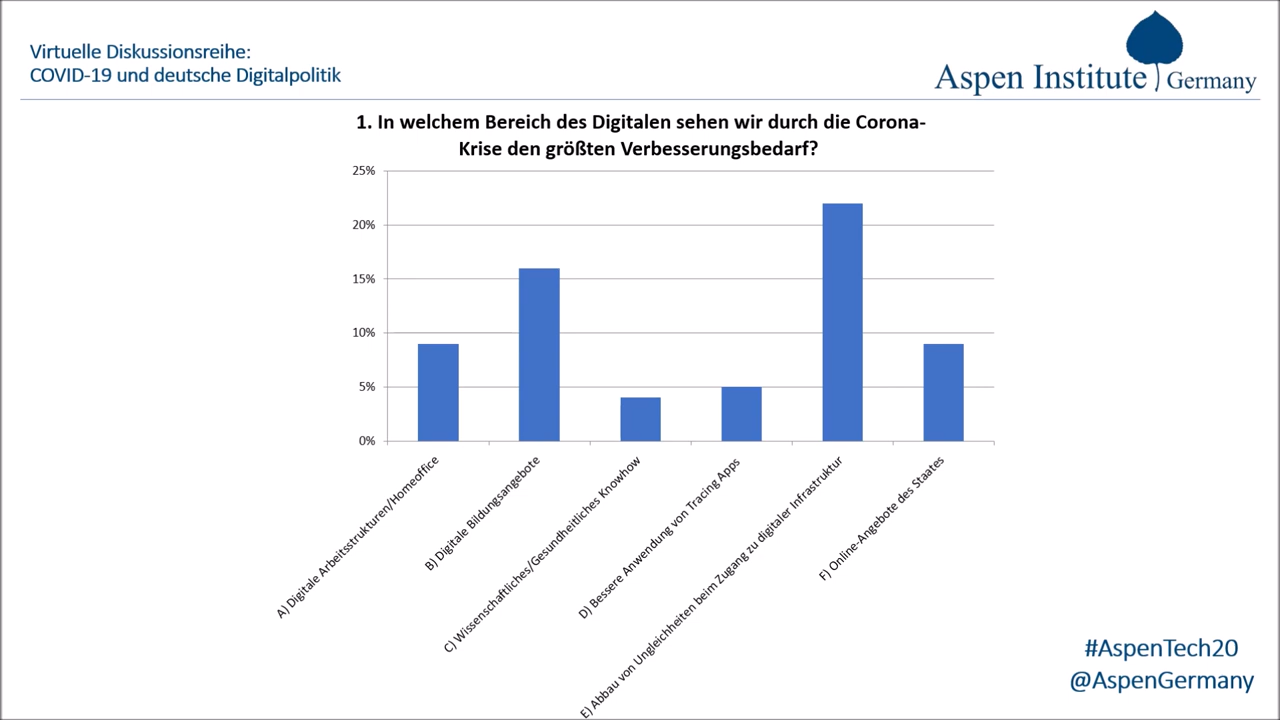 Virtuelle Diskussionsreihe:
COVID-19 und deutsche Digitalpolitik
Aspen Institute Germany
1. In welchem Bereich des Digitalen sehen wir durch die Corona-
Krise den größten Verbesserungsbedarf?
25%
20%
15%
10%
5%
0%
A) Digitale Arbeitsstrukturen/Homeoffice
B) Digitale Bildungsangebote
C) Wissenschaftliches/Gesundheitliches Knowhow
D) Bessere Anwendung von Tracing Apps
E) Abbau von Ungleichheiten beim Zugang zu digitaler Infrastruktur
F) Online-Angebote des Staates
#AspenTech20
@AspenGermany